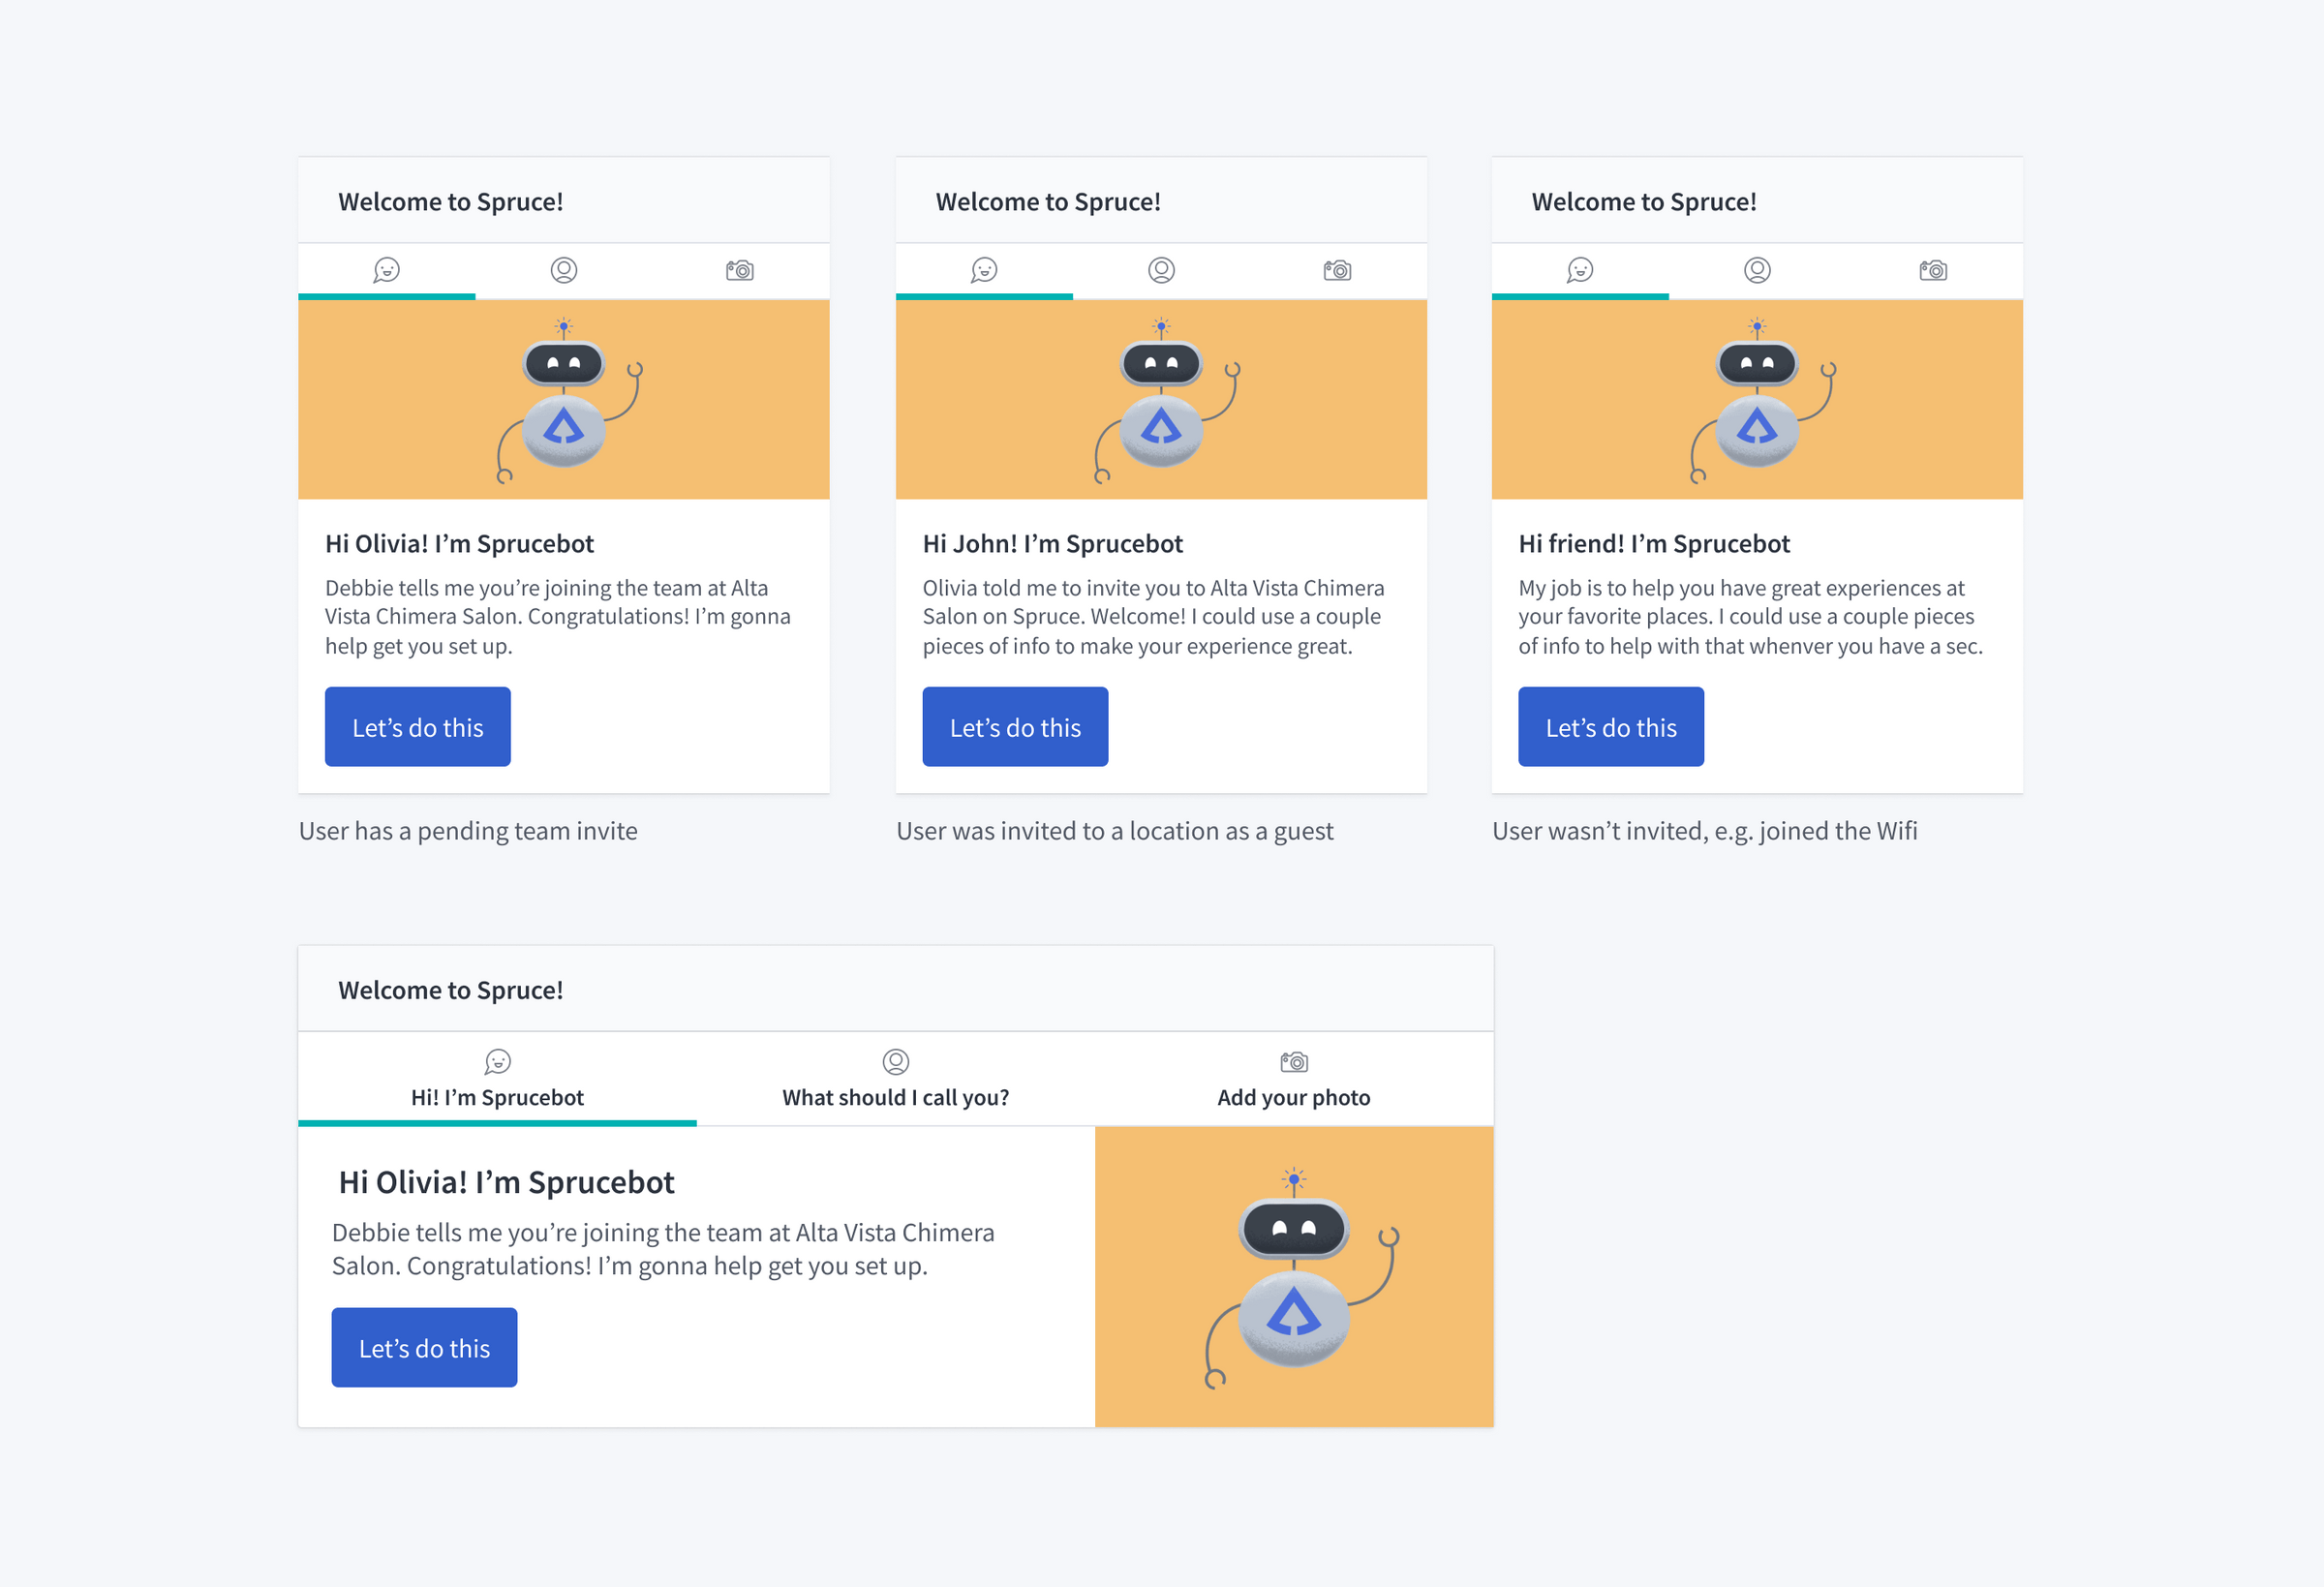 Welcome to Spruce!
Hi Olivia! I’m Sprucebot
Debbie tells me you’re joining the team at Alta
Vista Chimera Salon. Congratulations! I’m gonna
help get you set up.
Let’s do this
User has a pending team invite
Welcome to Spruce!
Hi John! I’m Sprucebot
Olivia told me to invite you to Alta Vista Chimera
Salon on Spruce. Welcome! I could use a couple
pieces of info to make your experience great.
Let’s do this
User was invited to a location as a guest
Welcome to Spruce!
Hi friend! I’m Sprucebot
My job is to help you have great experiences at
your favorite places. I could use a couple pieces
of info to help with that whenver you have a sec.
Let’s do this
User wasn’t invited, e.g. joined the Wifi
Welcome to Spruce!
Hi! I’m Sprucebot
What should I call you?
Add your photo
Hi Olivia! I’m Sprucebot
Debbie tells me you’re joining the team at Alta Vista Chimera
Salon. Congratulations! I’m gonna help get you set up.
Let’s do this